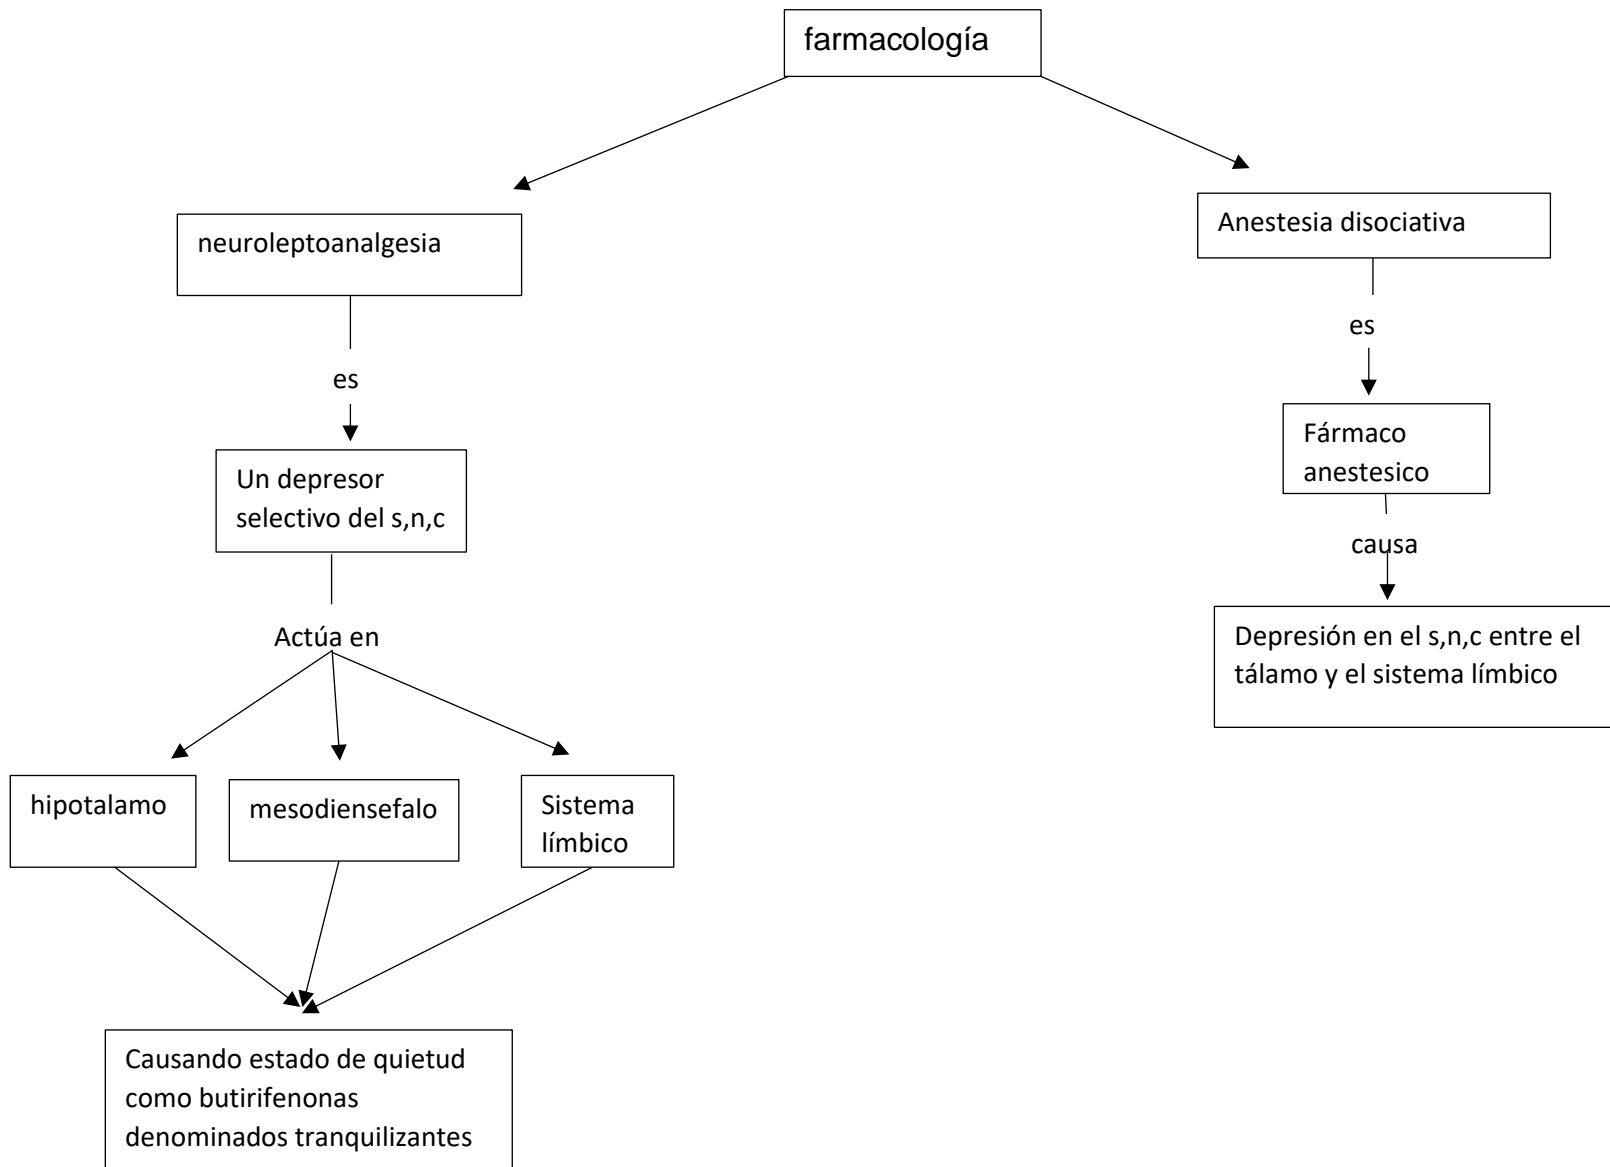 farmacología
neuroleptoanalgesia
es
Un depresor
selectivo del s,n,c
Actúa en
hipotalamo
mesodiensefalo
Sistema
límbico
Causando estado de quietud
como butirifenonas
denominados tranquilizantes
Anestesia disociativa
es
Fármaco
anestesico
causa
Depresión en el s,n,c entre el
tálamo y el sistema límbico